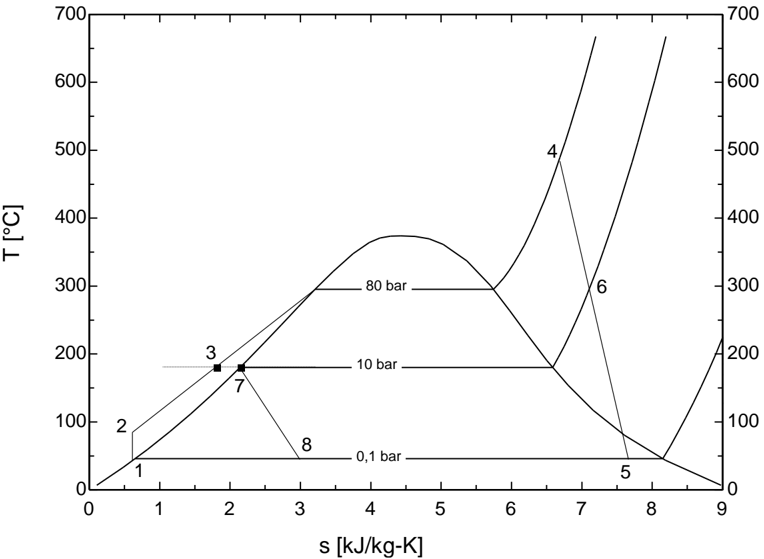 700 700
600 600
500 4 500
400 400
T [°C]
300 80 bar 6 300
200 3 10 bar 200
7
100 2 100
8
1 0,1 bar 5
0 0
0 1 2 3 4 5 6 7 8 9
s [kJ/kg-K]